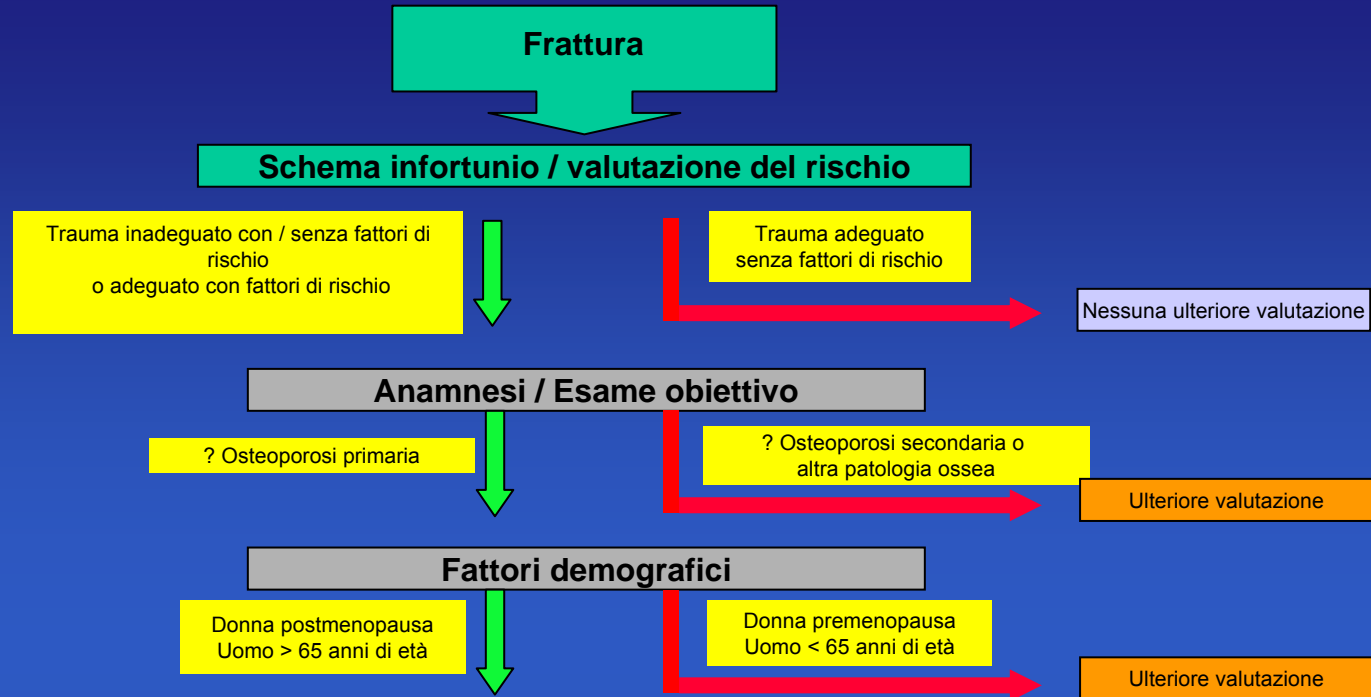 Frattura
Schema infortunio / valutazione del rischio
Trauma inadeguato con / senza fattori di
rischio
o adeguato con fattori di rischio
Trauma adeguato
senza fattori di rischio
Nessuna ulteriore valutazione
Anamnesi / Esame obiettivo
? Osteoporosi primaria
? Osteoporosi secondaria o
altra patologia ossea
Ulteriore valutazione
Fattori demografici
Donna postmenopausa
Uomo > 65 anni di età
Donna premenopausa
Uomo < 65 anni di età
Ulteriore valutazione